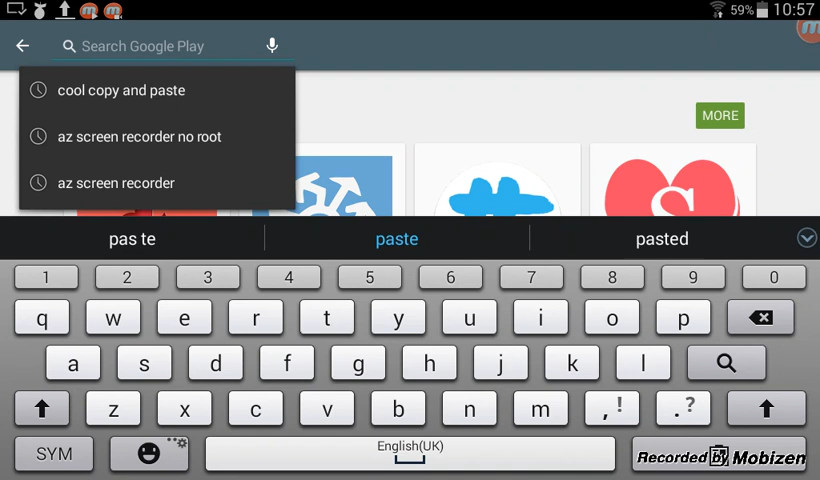 59% 10:57
Search Google Play
cool copy and paste
az screen recorder no root
az screen recorder
MORE
S
pas te paste pasted
1 2 3 4 5 6 7 8 9 0
q w e r t y u i o p
a s d f g h j k l
z x c v b n m , ! . ?
SYM English(UK)
Recorded by Mobizen